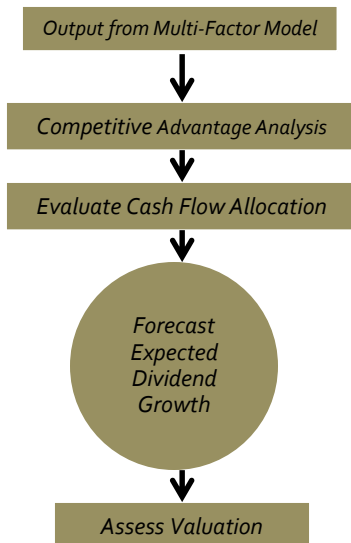 Output from Multi-Factor Model
Competitive Advantage Analysis
Evaluate Cash Flow Allocation
Forecast
Expected
Dividend
Growth
Assess Valuation